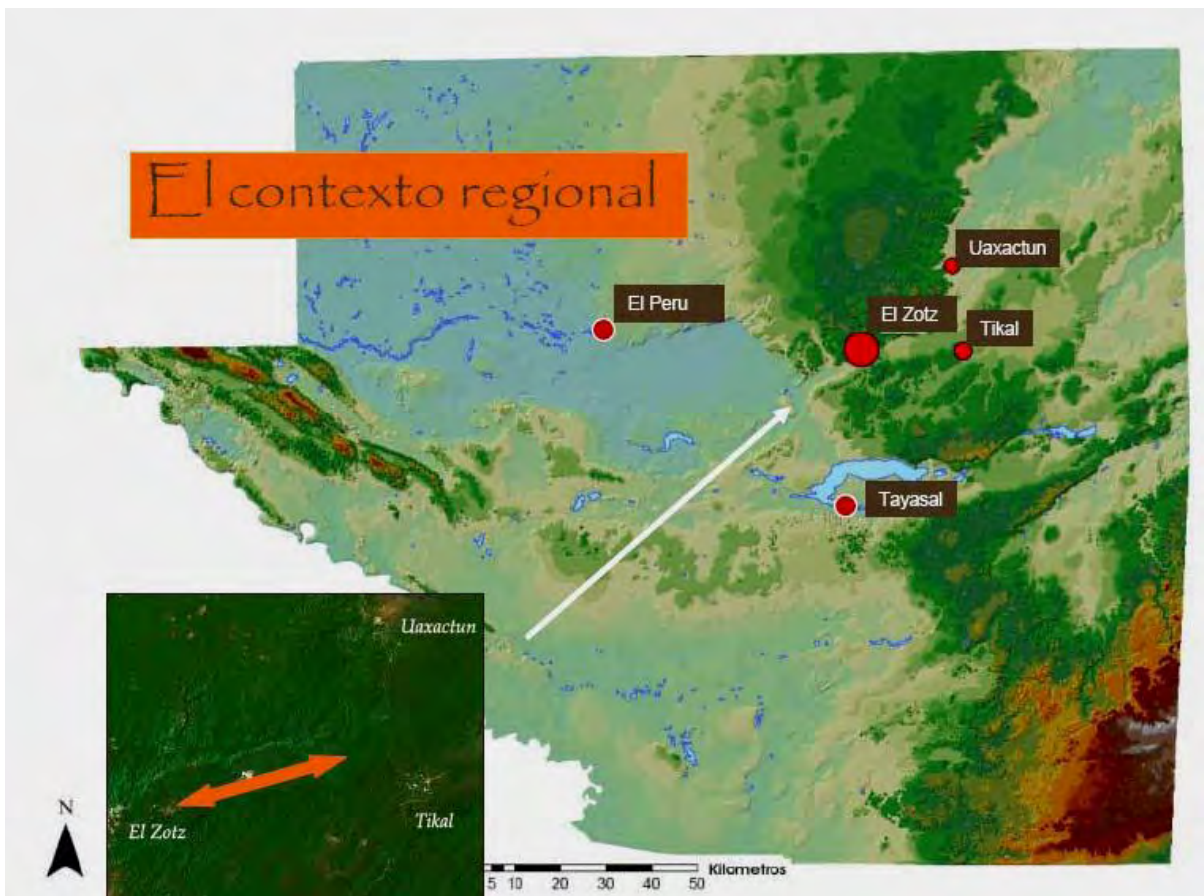 El contexto regional
Uaxactun
El Peru
El Zotz
Tikal
Tayasal
Uaxactun
El Zotz
Tikal
N
5 10 20 30 40 50 Kilometros